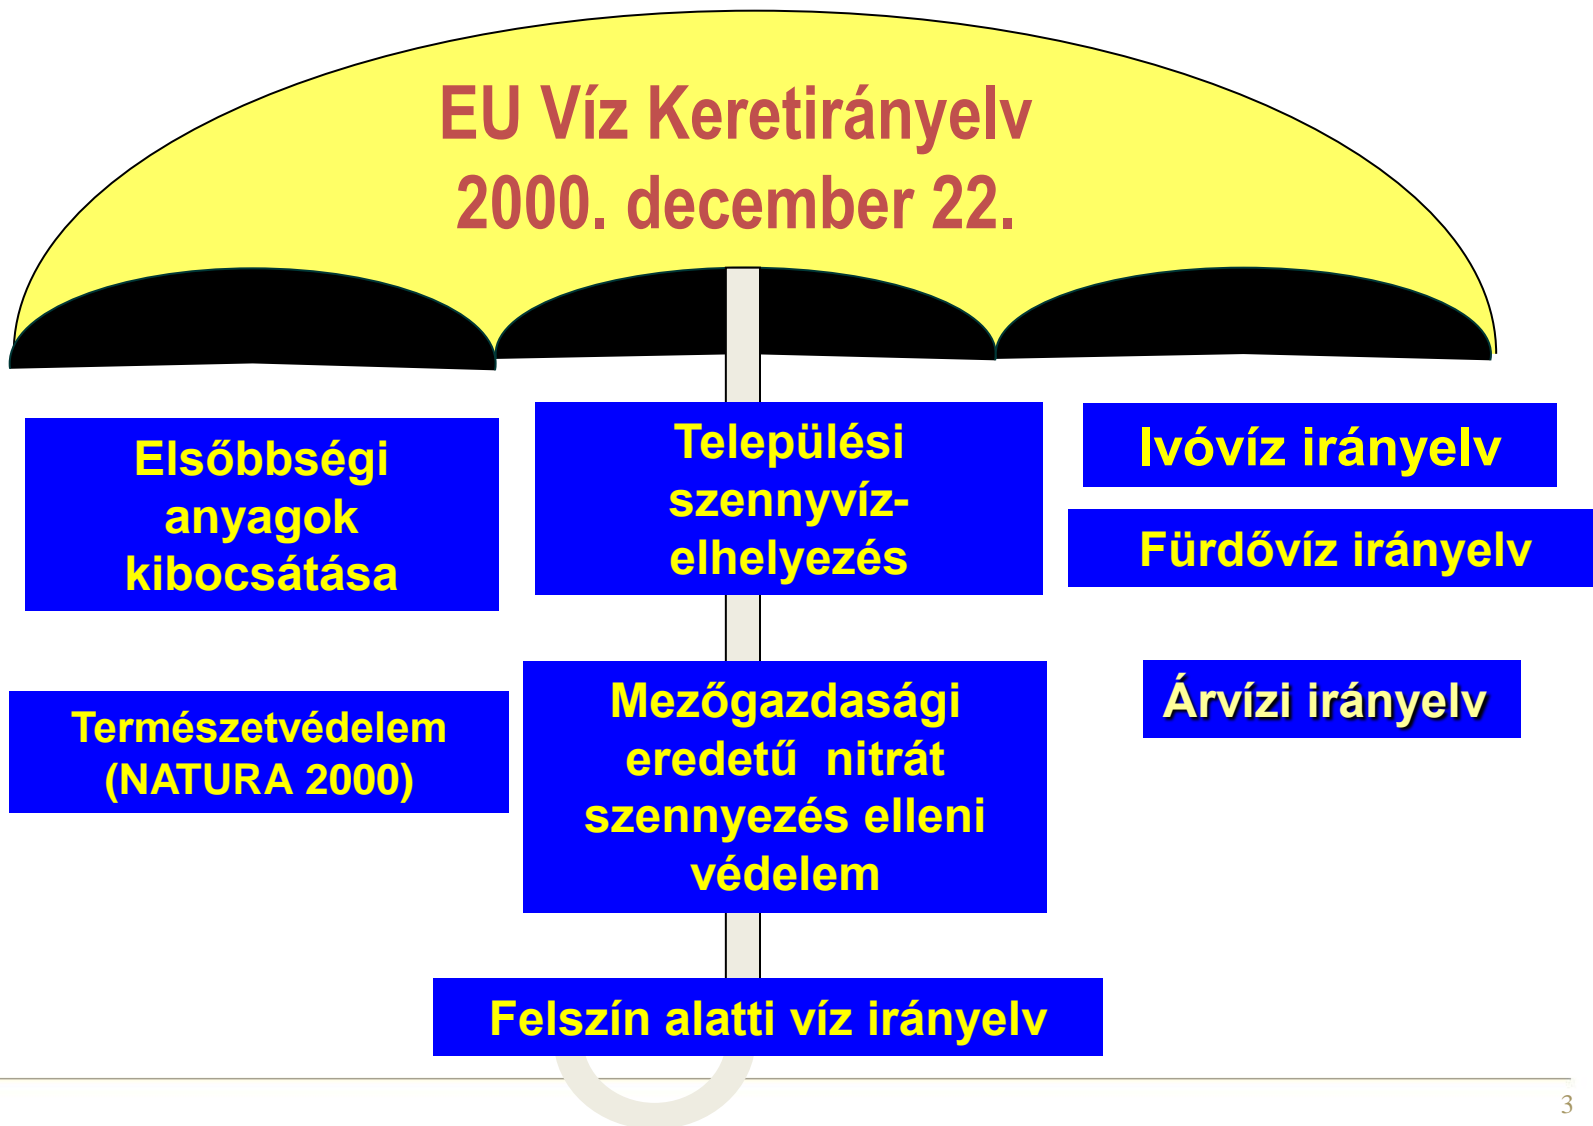 EU Víz Keretirányelv
2000. december 22.
Elsőbbségi
anyagok
kibocsátása
Települési
szennyvíz-
elhelyezés
Ivóvíz irányelv
Fürdővíz irányelv
Természetvédelem
(NATURA 2000)
Mezőgazdasági
eredetű nitrát
szennyezés elleni
védelem
Árvízi irányelv
Felszín alatti víz irányelv
3